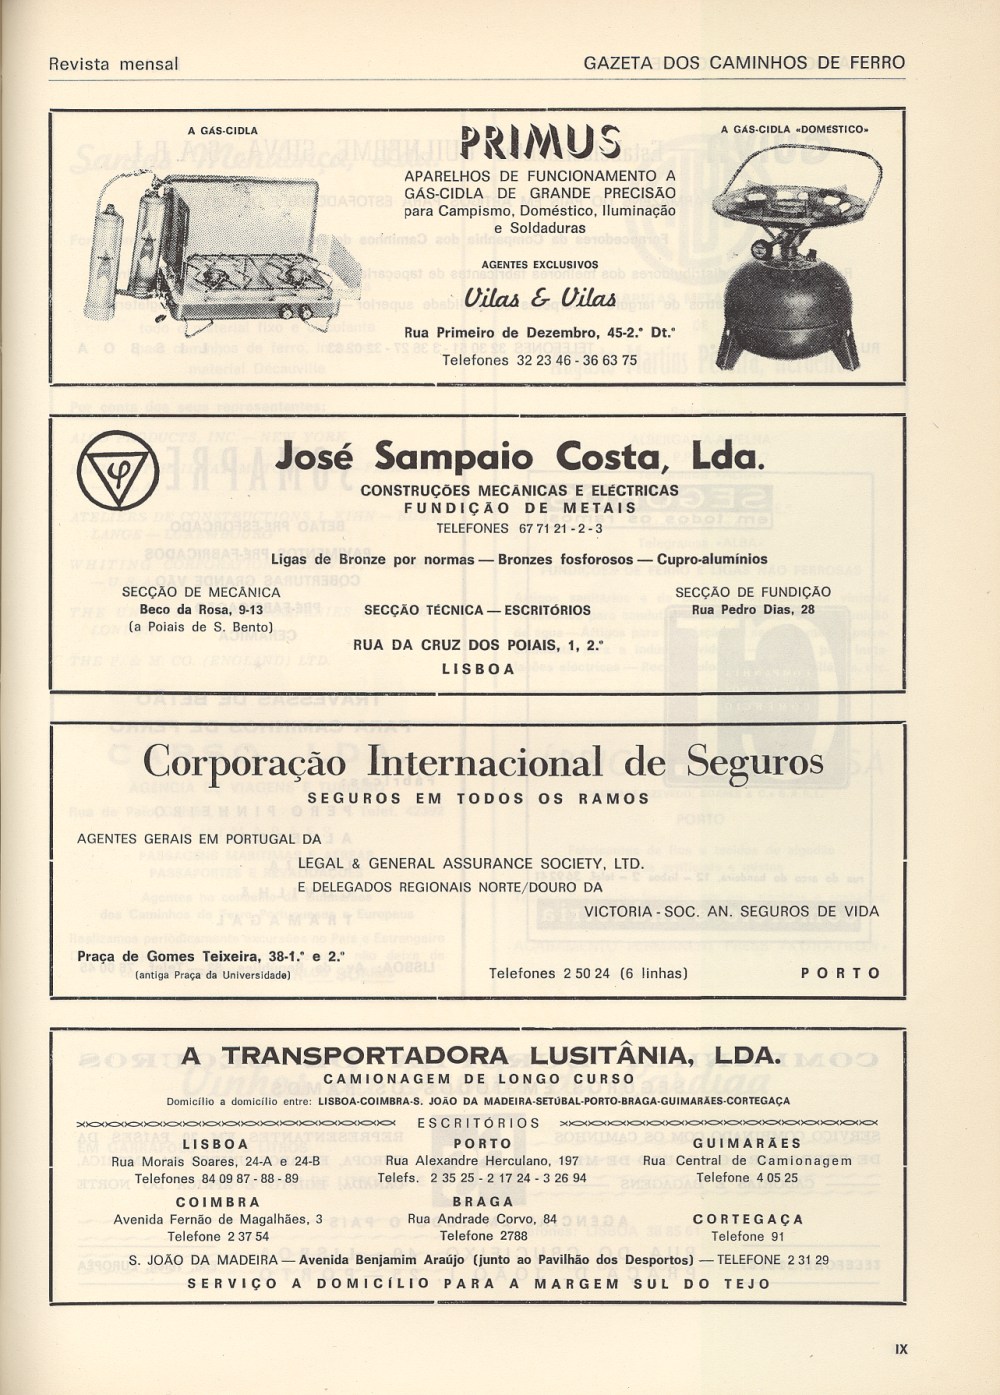 Revista mensal
GAZETA DOS CAMINHOS DE FERRO
A GÁS-CIDLA
PRIMUS
A GÁS-CIDLA «DOMÉSTICO»
APARELHOS DE FUNCIONAMENTO A
GÁS-CIDLA DE GRANDE PRECISÃO
para Campismo, Doméstico, Iluminação
e Soldaduras
AGENTES EXCLUSIVOS
Vilas & Vilas
Rua Primeiro de Dezembro, 45-2.º Dt.º
Telefones 32 23 46 - 36 63 75
José Sampaio Costa, Lda.
CONSTRUÇÕES MECÂNICAS E ELÉCTRICAS
FUNDIÇÃO DE METAIS
TELEFONES 67 71 21 - 2 - 3
Ligas de Bronze por normas — Bronzes fosforosos — Cupro-alumínios
SECÇÃO DE MECÂNICA
Beco da Rosa, 9-13
(a Poiais de S. Bento)
SECÇÃO TÉCNICA — ESCRITÓRIOS
SECÇÃO DE FUNDIÇÃO
Rua Pedro Dias, 28
RUA DA CRUZ DOS POIAIS, 1, 2.º
LISBOA
Corporação Internacional de Seguros
SEGUROS EM TODOS OS RAMOS
AGENTES GERAIS EM PORTUGAL DA
LEGAL & GENERAL ASSURANCE SOCIETY, LTD.
E DELEGADOS REGIONAIS NORTE/DOURO DA
VICTORIA - SOC. AN. SEGUROS DE VIDA
Praça de Gomes Teixeira, 38-1.º e 2.º
(antiga Praça da Universidade)
Telefones 2 50 24 (6 linhas)
PORTO
A TRANSPORTADORA LUSITÂNIA, LDA.
CAMIONAGEM DE LONGO CURSO
Domicílio a domicílio entre: LISBOA-COIMBRA-S. JOÃO DA MADEIRA-SETÚBAL-PORTO-BRAGA-GUIMARÃES-CORTEGAÇA
ESCRITÓRIOS
LISBOA
Rua Morais Soares, 24-A e 24-B
Telefones 84 09 87 - 88 - 89
PORTO
Rua Alexandre Herculano, 197
Telefs. 2 35 25 - 2 17 24 - 3 26 94
GUIMARÃES
Rua Central de Camionagem
Telefone 4 05 25
COIMBRA
Avenida Fernão de Magalhães, 3
Telefone 2 37 54
BRAGA
Rua Andrade Corvo, 84
Telefone 2788
CORTEGAÇA
Telefone 91
S. JOÃO DA MADEIRA — Avenida Benjamim Araújo (junto ao Pavilhão dos Desportos) — TELEFONE 2 31 29
SERVIÇO A DOMICÍLIO PARA A MARGEM SUL DO TEJO
IX